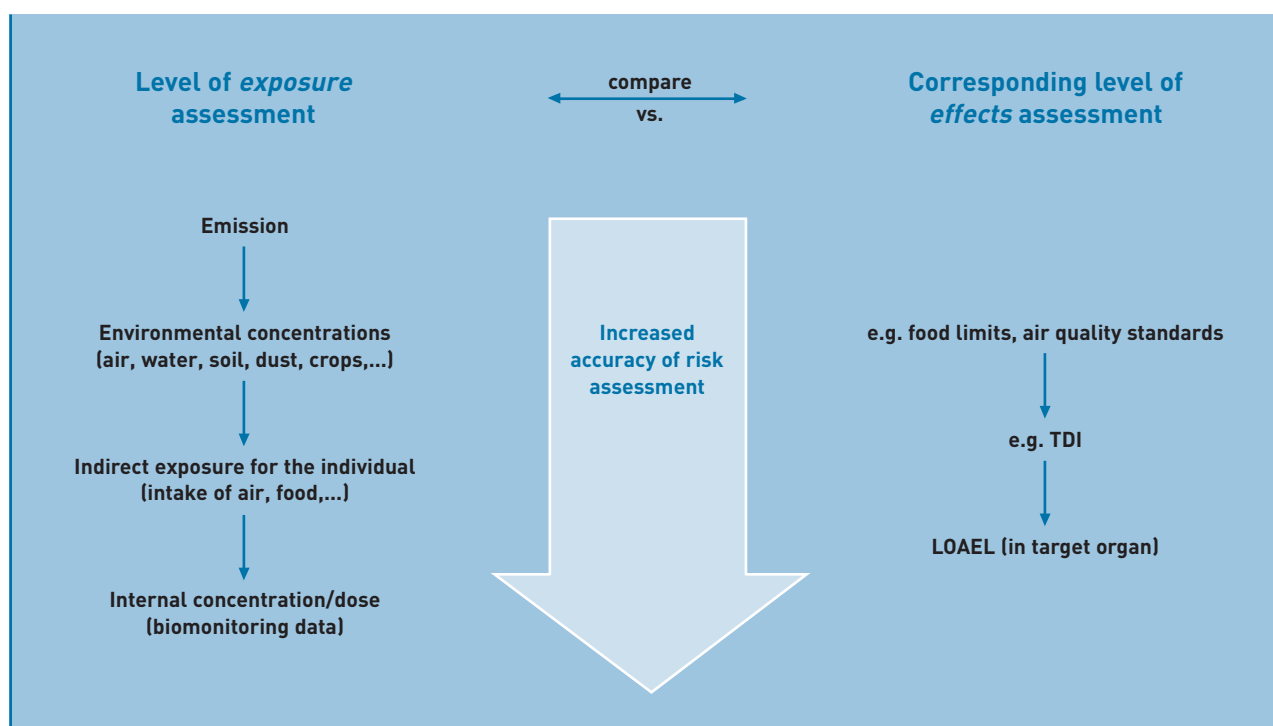 Level of exposure
assessment
compare
vs.
Corresponding level of
effects assessment
Emission
Environmental concentrations
(air, water, soil, dust, crops,...)
Indirect exposure for the individual
(intake of air, food,...)
Internal concentration/dose
(biomonitoring data)
Increased
accuracy of risk
assessment
e.g. food limits, air quality standards
e.g. TDI
LOAEL (in target organ)